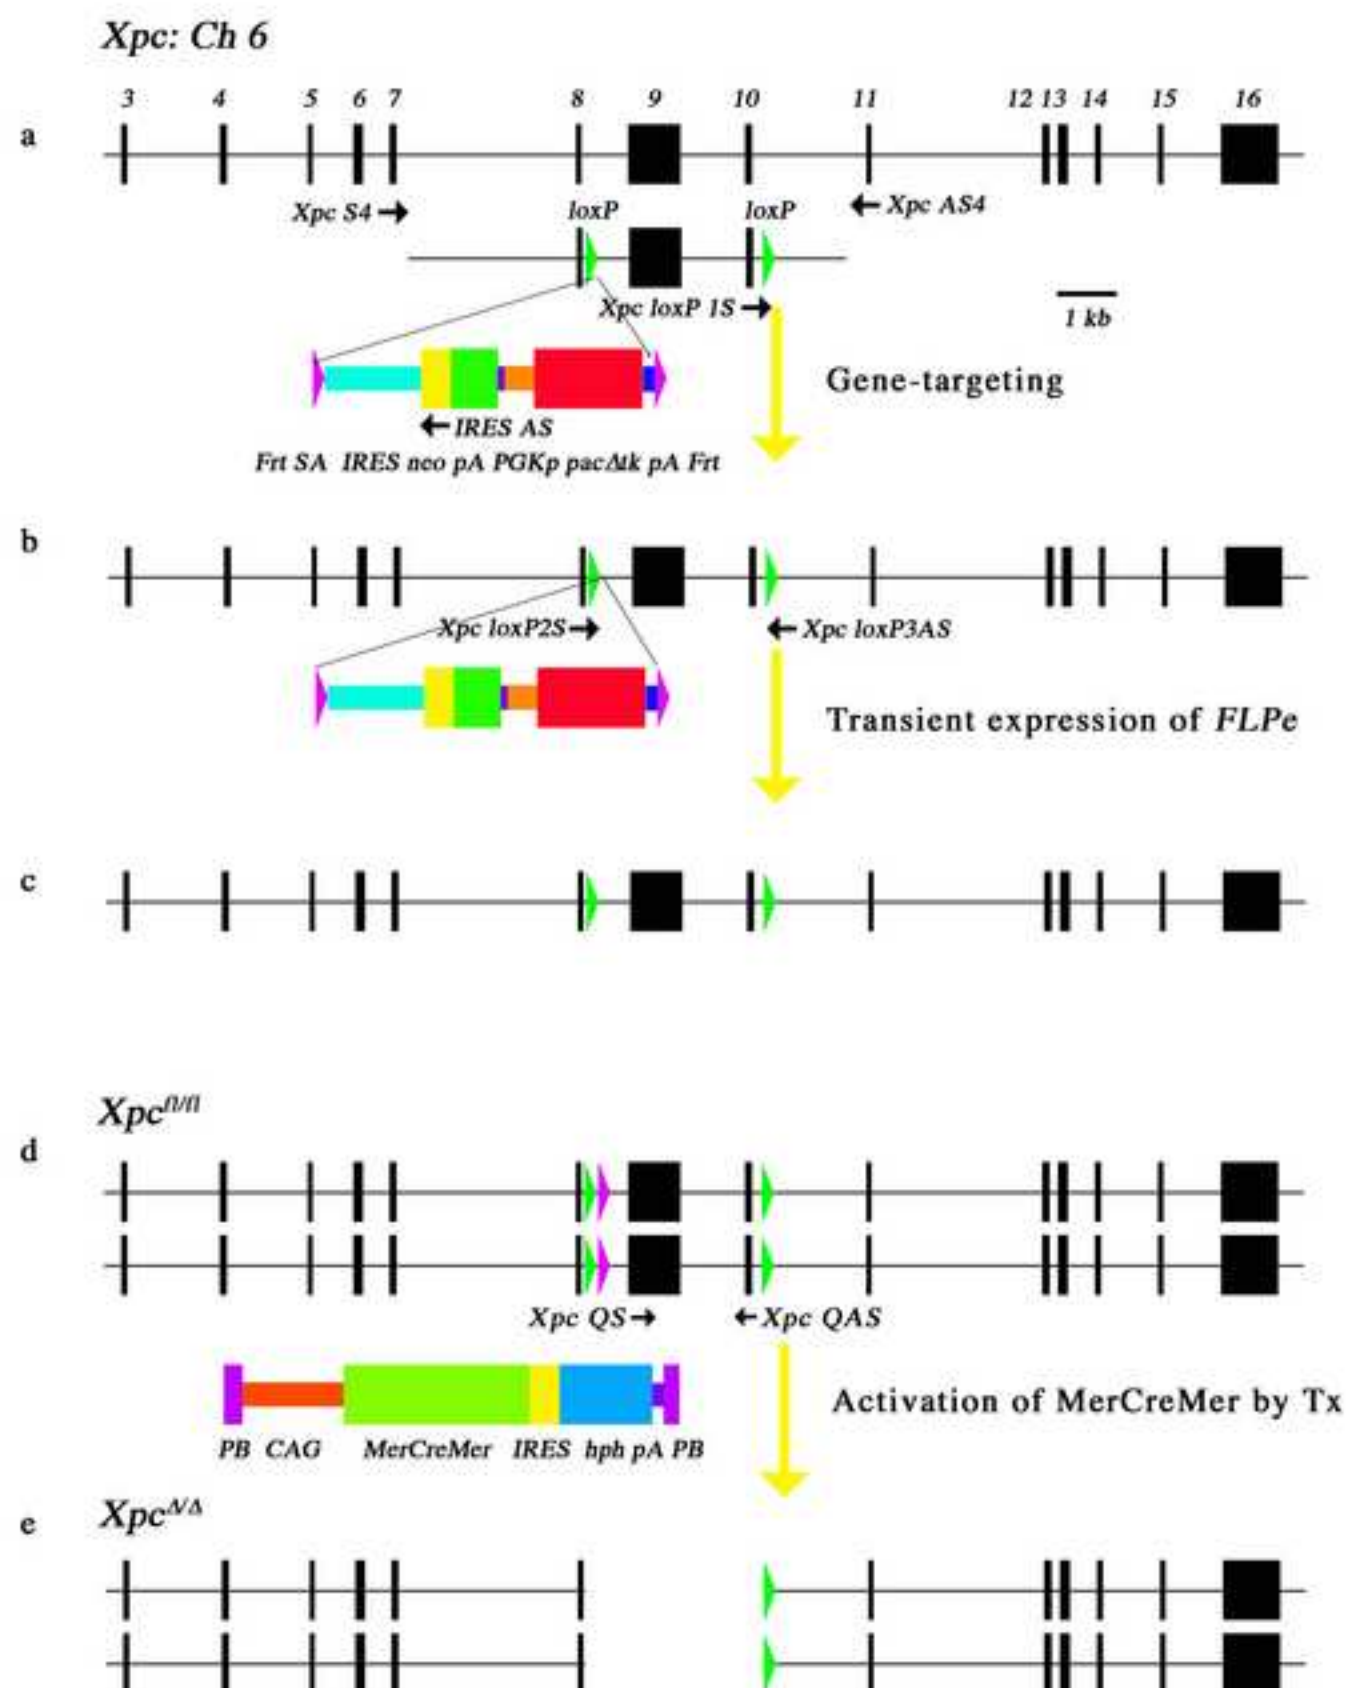 Xpc: Ch 6
3 4 5 6 7 8 9 10 11 12 13 14 15 16
a
Xpc S4 loxP loxP Xpc AS4
Xpc loxP 1S
1 kb
Gene-targeting
IRES AS
Frt SA IRES neo pA PGKp pacΔtk pA Frt
b
Xpc loxP2S Xpc loxP3AS
Transient expression of FLPe
c
Xpc fl/fl
d
Xpc QS Xpc QAS
Activation of MerCreMer by Tx
PB CAG MerCreMer IRES hph pA PB
Xpc Δ/Δ
e